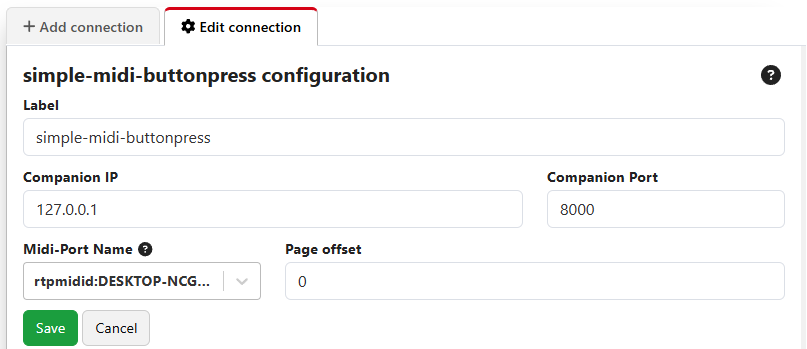 Add connection
Edit connection
simple-midi-buttonpress configuration
Label
simple-midi-buttonpress
Companion IP
Companion Port
127.0.0.1
8000
Midi-Port Name
Page offset
rtpmidid:DESKTOP-NCG...
0
Save
Cancel